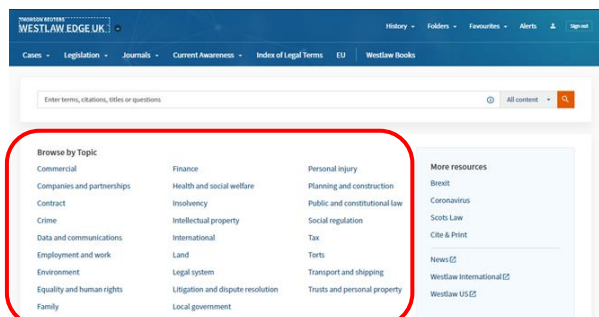 THOMSON REUTERS
WESTLAW EDGE UK
History Folders Favourites Alerts Sign out
Cases Legislation Journals Current Awareness Index of Legal Terms EU Westlaw Books
Enter terms, citations, titles or questions All content
Browse by Topic
Commercial
Companies and partnerships
Contract
Crime
Data and communications
Employment and work
Environment
Equality and human rights
Family
Finance
Health and social welfare
Insolvency
Intellectual property
International
Land
Legal system
Litigation and dispute resolution
Local government
Personal injury
Planning and construction
Public and constitutional law
Social regulation
Tax
Torts
Transport and shipping
Trusts and personal property
More resources
Brexit
Coronavirus
Scots Law
Cite & Print
News
Westlaw International
Westlaw US